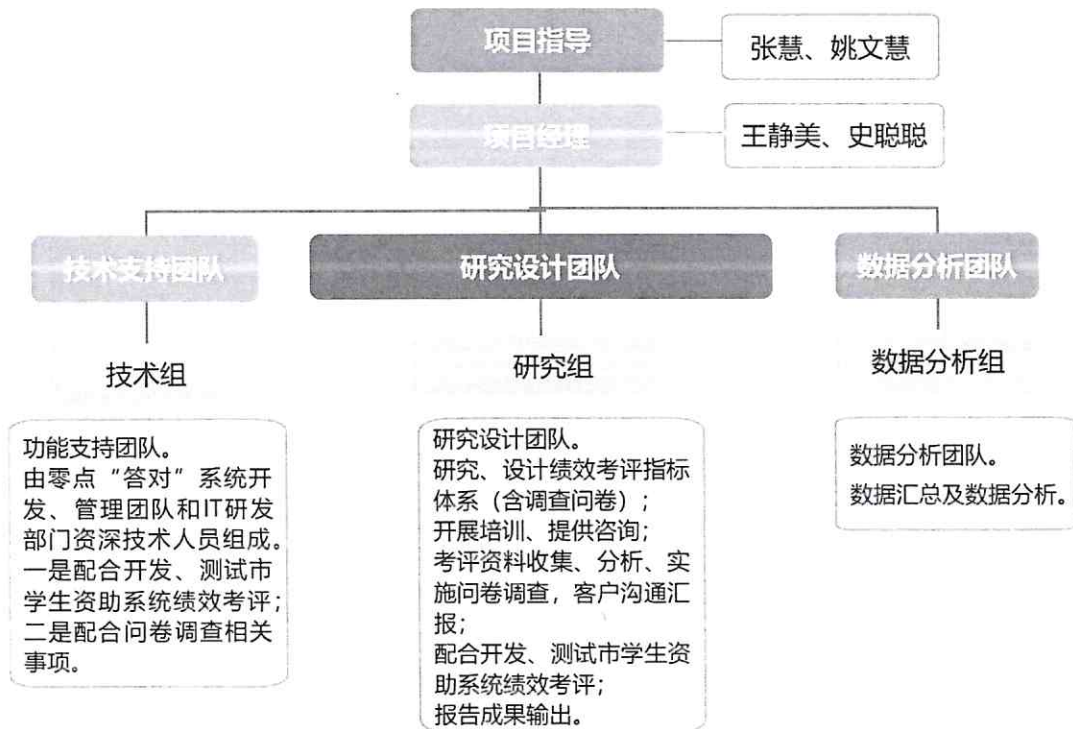 项目指导
张慧、姚文慧
项目经理
王静美、史聪聪
技术支持团队
研究设计团队
数据分析团队
技术组
研究组
数据分析组
功能支持团队。
由零点“答对”系统开
发、管理团队和IT研发
部门资深技术人员组成。
一是配合开发、测试市
学生资助系统绩效考评;
二是配合问卷调查相关
事项。
研究设计团队。
研究、设计绩效考评指标
体系（含调查问卷）;
开展培训、提供咨询;
考评资料收集、分析、实
施问卷调查，客户沟通汇
报;
配合开发、测试市学生资
助系统绩效考评;
报告成果输出。
数据分析团队。
数据汇总及数据分析。